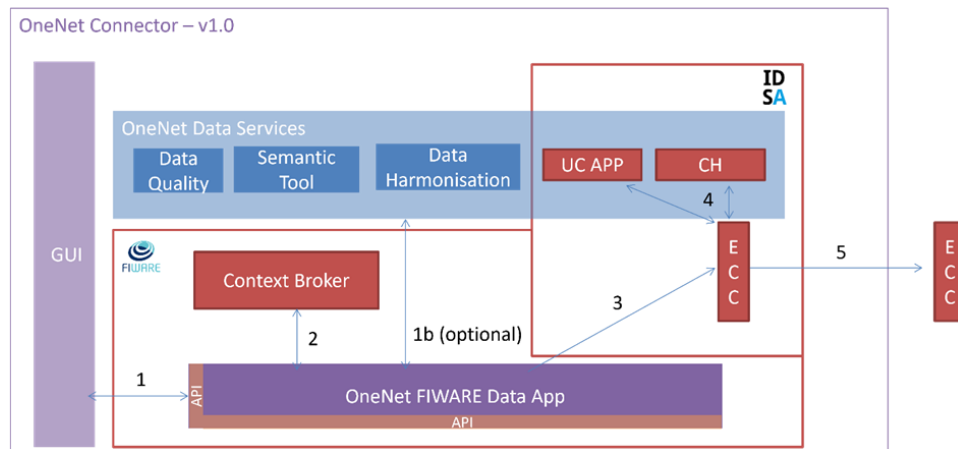 OneNet Connector – v1.0
ID
SA
OneNet Data Services
Data
Quality
Semantic
Tool
Data
Harmonisation
UC APP
CH
4
GUI
FIWARE
Context Broker
E
C
C
5
E
C
C
3
2
1b (optional)
1
API
OneNet FIWARE Data App
API